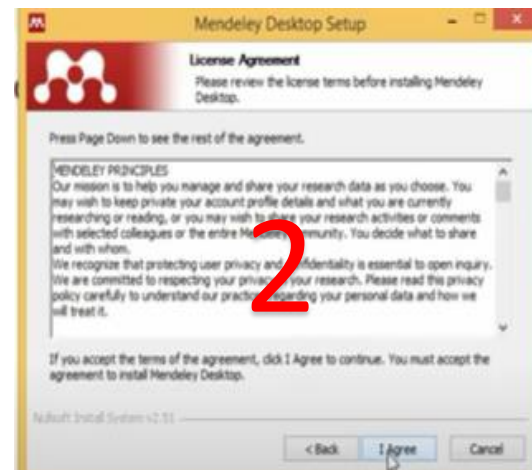 Mendeley Desktop Setup
License Agreement
Please review the license terms before installing Mendeley
Desktop.
Press Page Down to see the rest of the agreement.
MENDELEY PRINCIPLES
Our mission is to help you manage and share your research data as you choose. You
may wish to keep private your account profile details and what you are currently
researching or reading, or you may wish to share your research activities or comments
with selected colleagues or the entire Mendeley community. You decide what to share
and with whom.
We recognize that protecting user privacy and confidentiality is essential to open inquiry.
We are committed to respecting your privacy your research. Please read this privacy
policy carefully to understand our practices regarding your personal data and how we
will treat it.
2
If you accept the terms of the agreement, click I Agree to continue. You must accept the
agreement to install Mendeley Desktop.
Nullsoft Install System
< Back I Agree Cancel